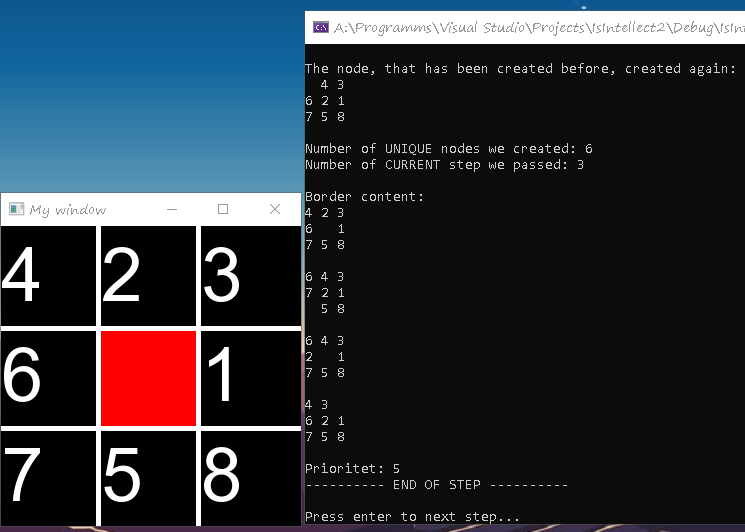 A:\Programms\Visual Studio\Projects\IsIntellect2\Debug\IsInt
The node, that has been created before, created again:
4 3
6 2 1
7 5 8
Number of UNIQUE nodes we created: 6
Number of CURRENT step we passed: 3
Border content:
4 2 3
6   1
7 5 8
6 4 3
7 2 1
  5 8
6 4 3
2   1
7 5 8
4 3
6 2 1
7 5 8
Prioritet: 5
---------- END OF STEP ----------
Press enter to next step...
My window
4 2 3
6   1
7 5 8